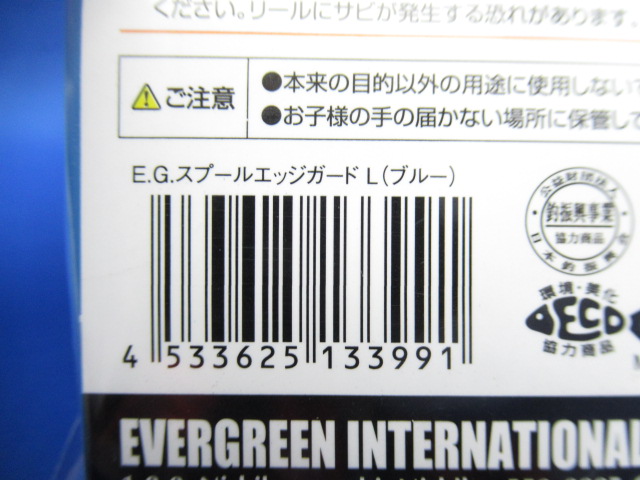 ください。リールにサビが発生する恐れがあります。
ご注意
●本来の目的以外の用途に使用しないで
●お子様の手の届かない場所に保管して
E.G.スプールエッジガード L(ブルー)
公益財団法人
釣振興事業
協力商品
日本釣振興会
環境・美化
DECO
協力商品
4 533625 133991
EVERGREEN INTERNATIONAL